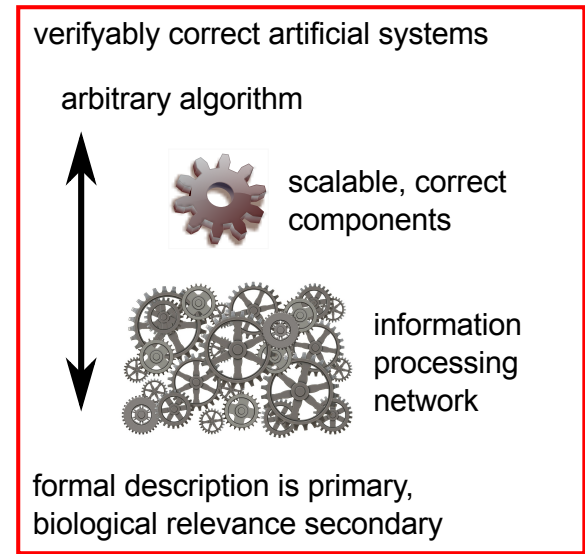 verifyably correct artificial systems
arbitrary algorithm
scalable, correct
components
information
processing
network
formal description is primary,
biological relevance secondary